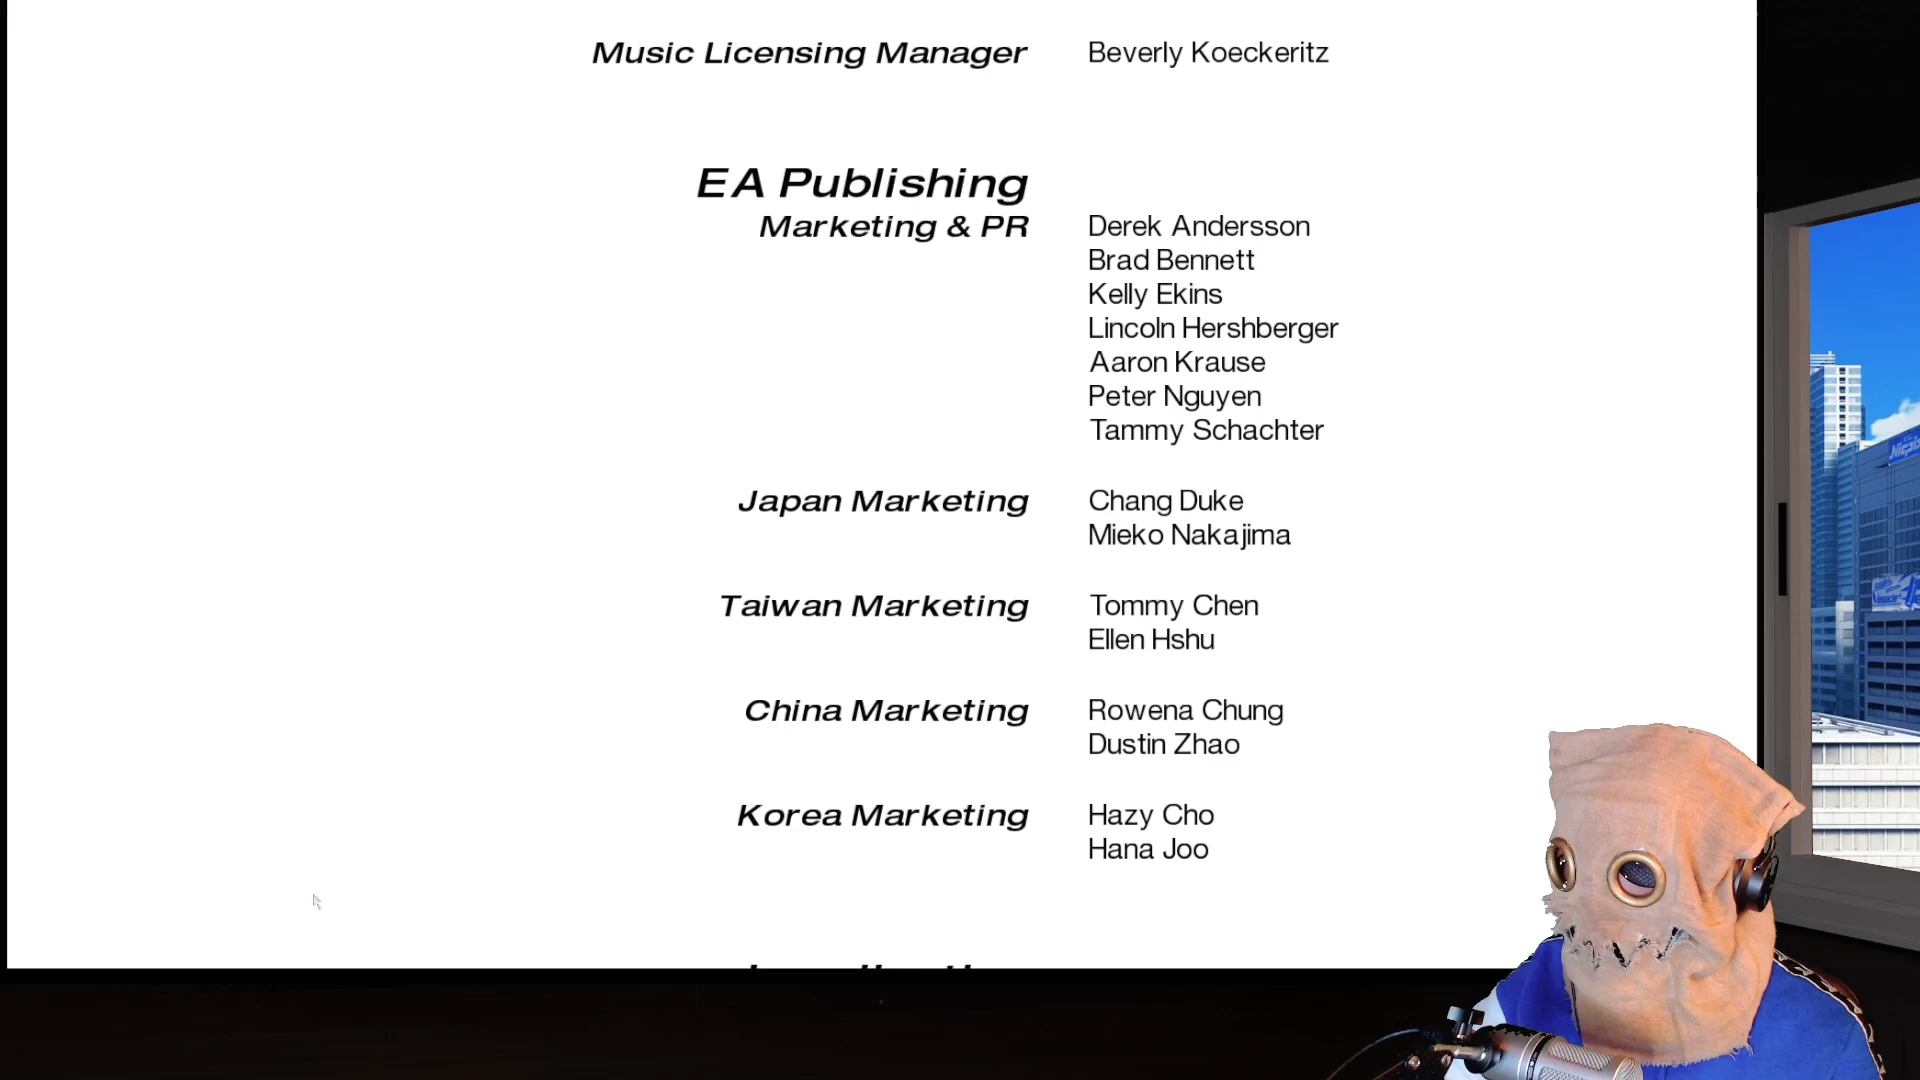 Music Licensing Manager Beverly Koeckeritz
EA Publishing
Marketing & PR Derek Andersson
Brad Bennett
Kelly Ekins
Lincoln Hershberger
Aaron Krause
Peter Nguyen
Tammy Schachter
Japan Marketing Chang Duke
Mieko Nakajima
Taiwan Marketing Tommy Chen
Ellen Hshu
China Marketing Rowena Chung
Dustin Zhao
Korea Marketing Hazy Cho
Hana Joo